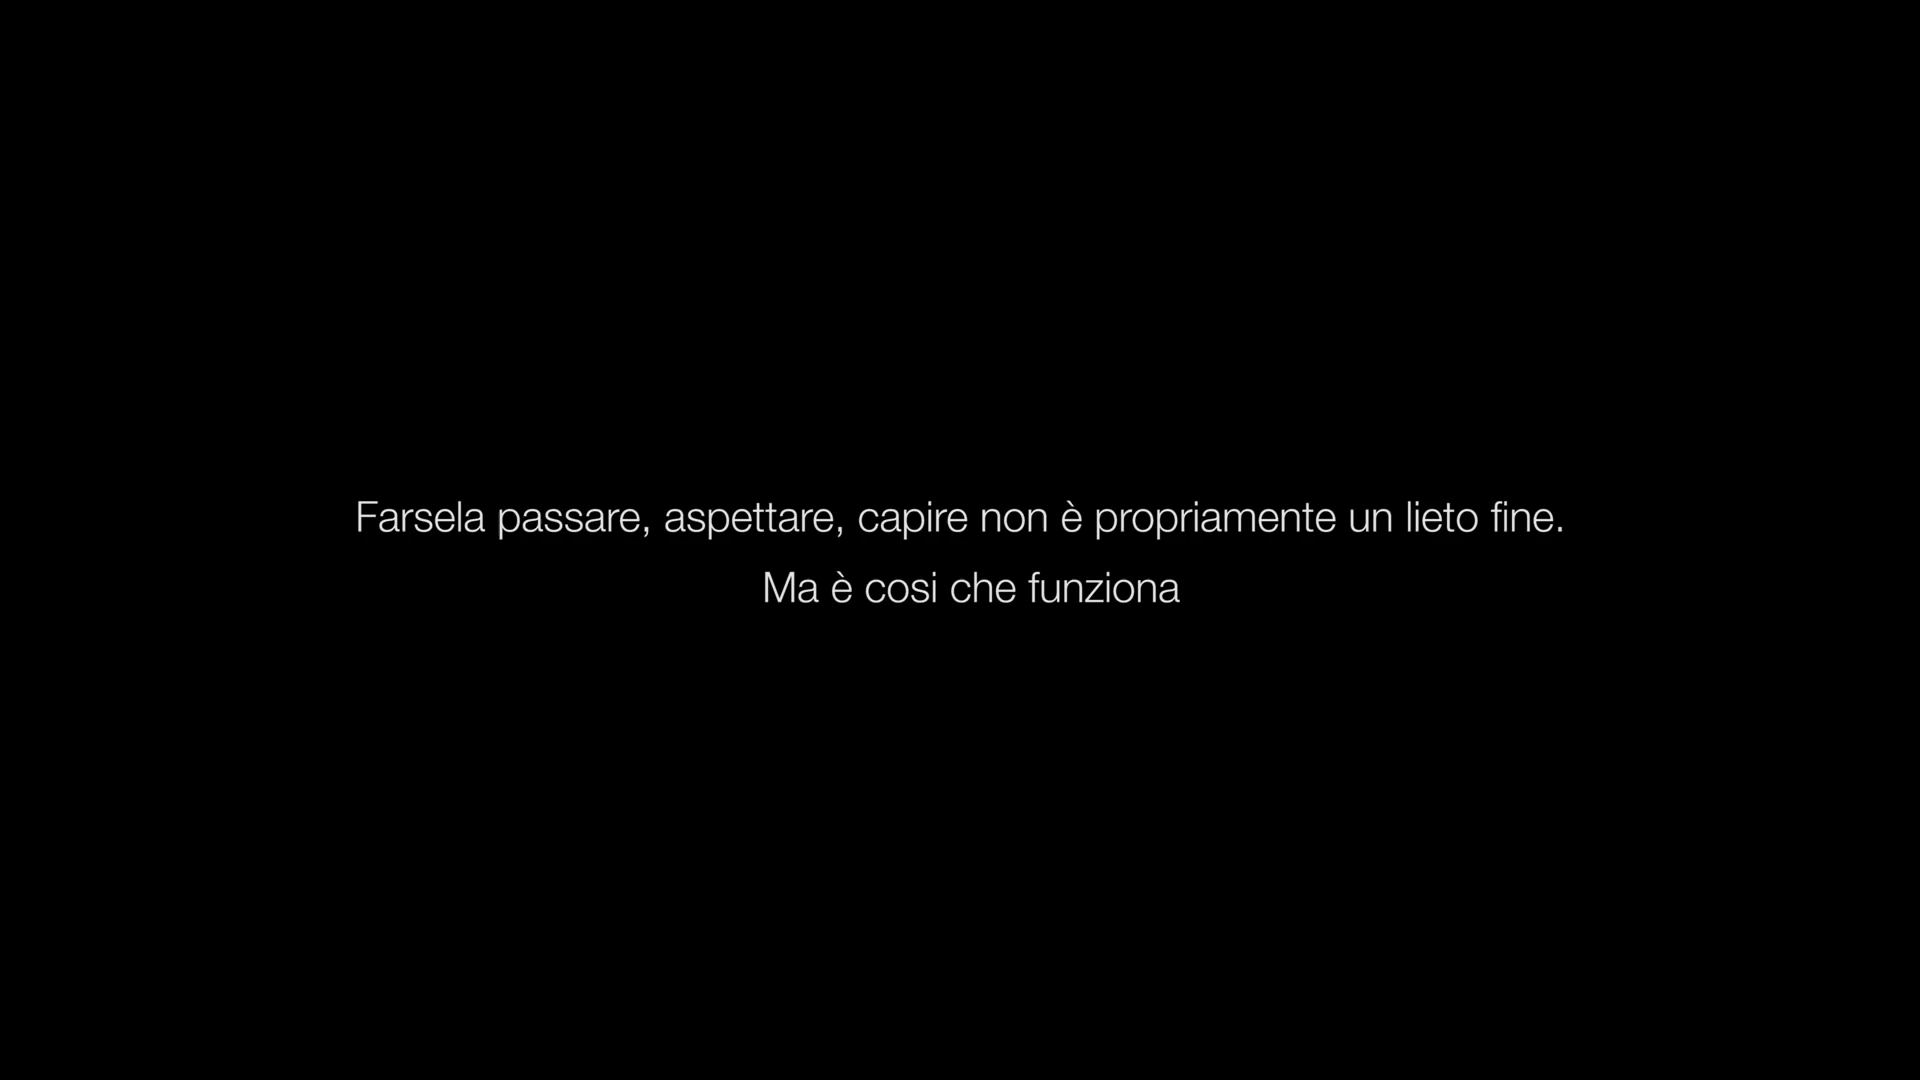 Farsela passare, aspettare, capire non è propriamente un lieto fine.
Ma è cosi che funziona